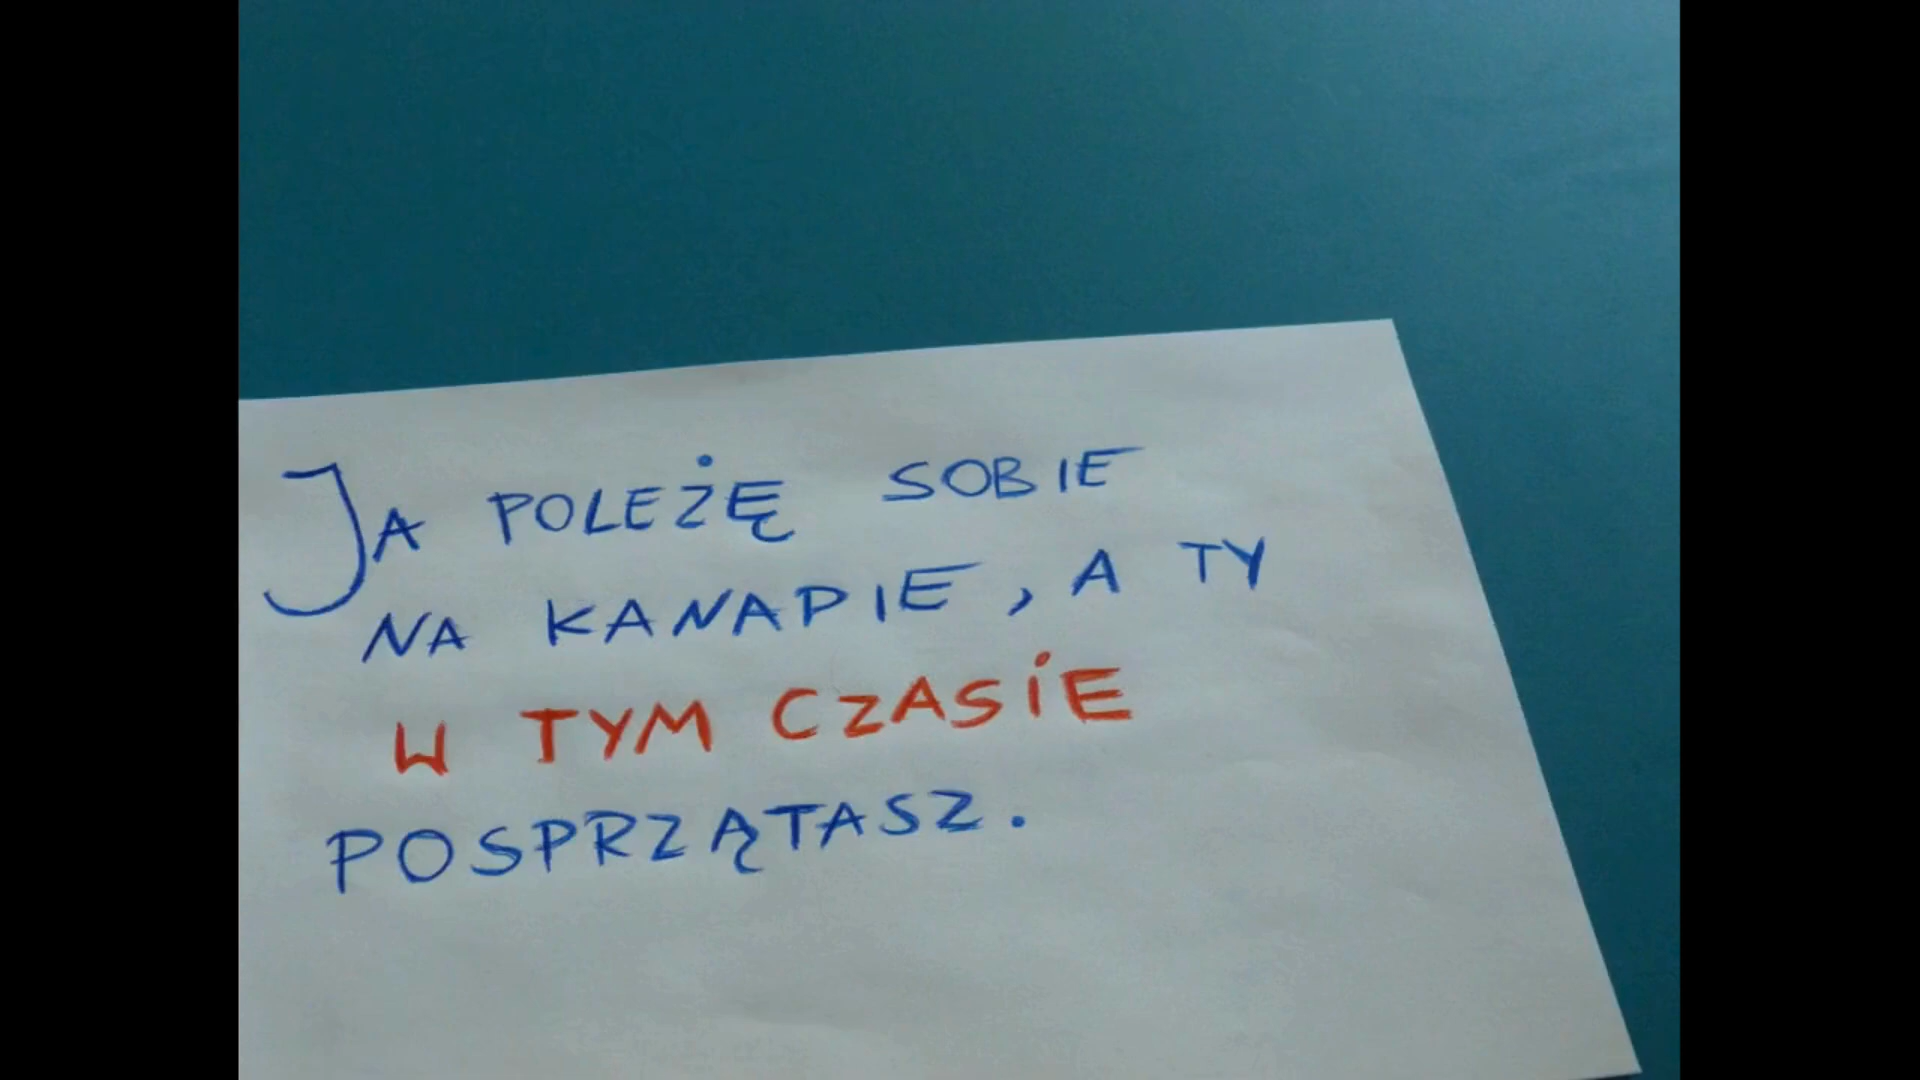 JA POLEŻĘ SOBIE
NA KANAPIE, A TY
W TYM CZASIE
POSPRZĄTASZ.